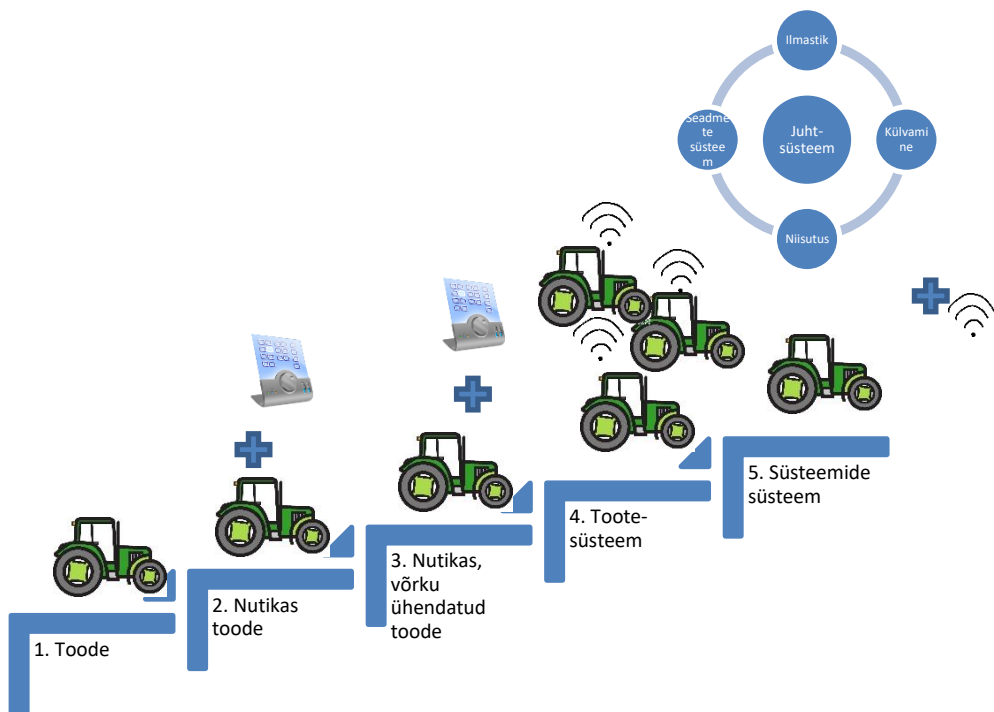 Ilmastik
Seadme-
te
süstee
m
Juht-
süsteem
Külvami
ne
Niisutus
5. Süsteemide
süsteem
4. Toote-
süsteem
3. Nutikas,
võrku
ühendatud
toode
2. Nutikas
toode
1. Toode